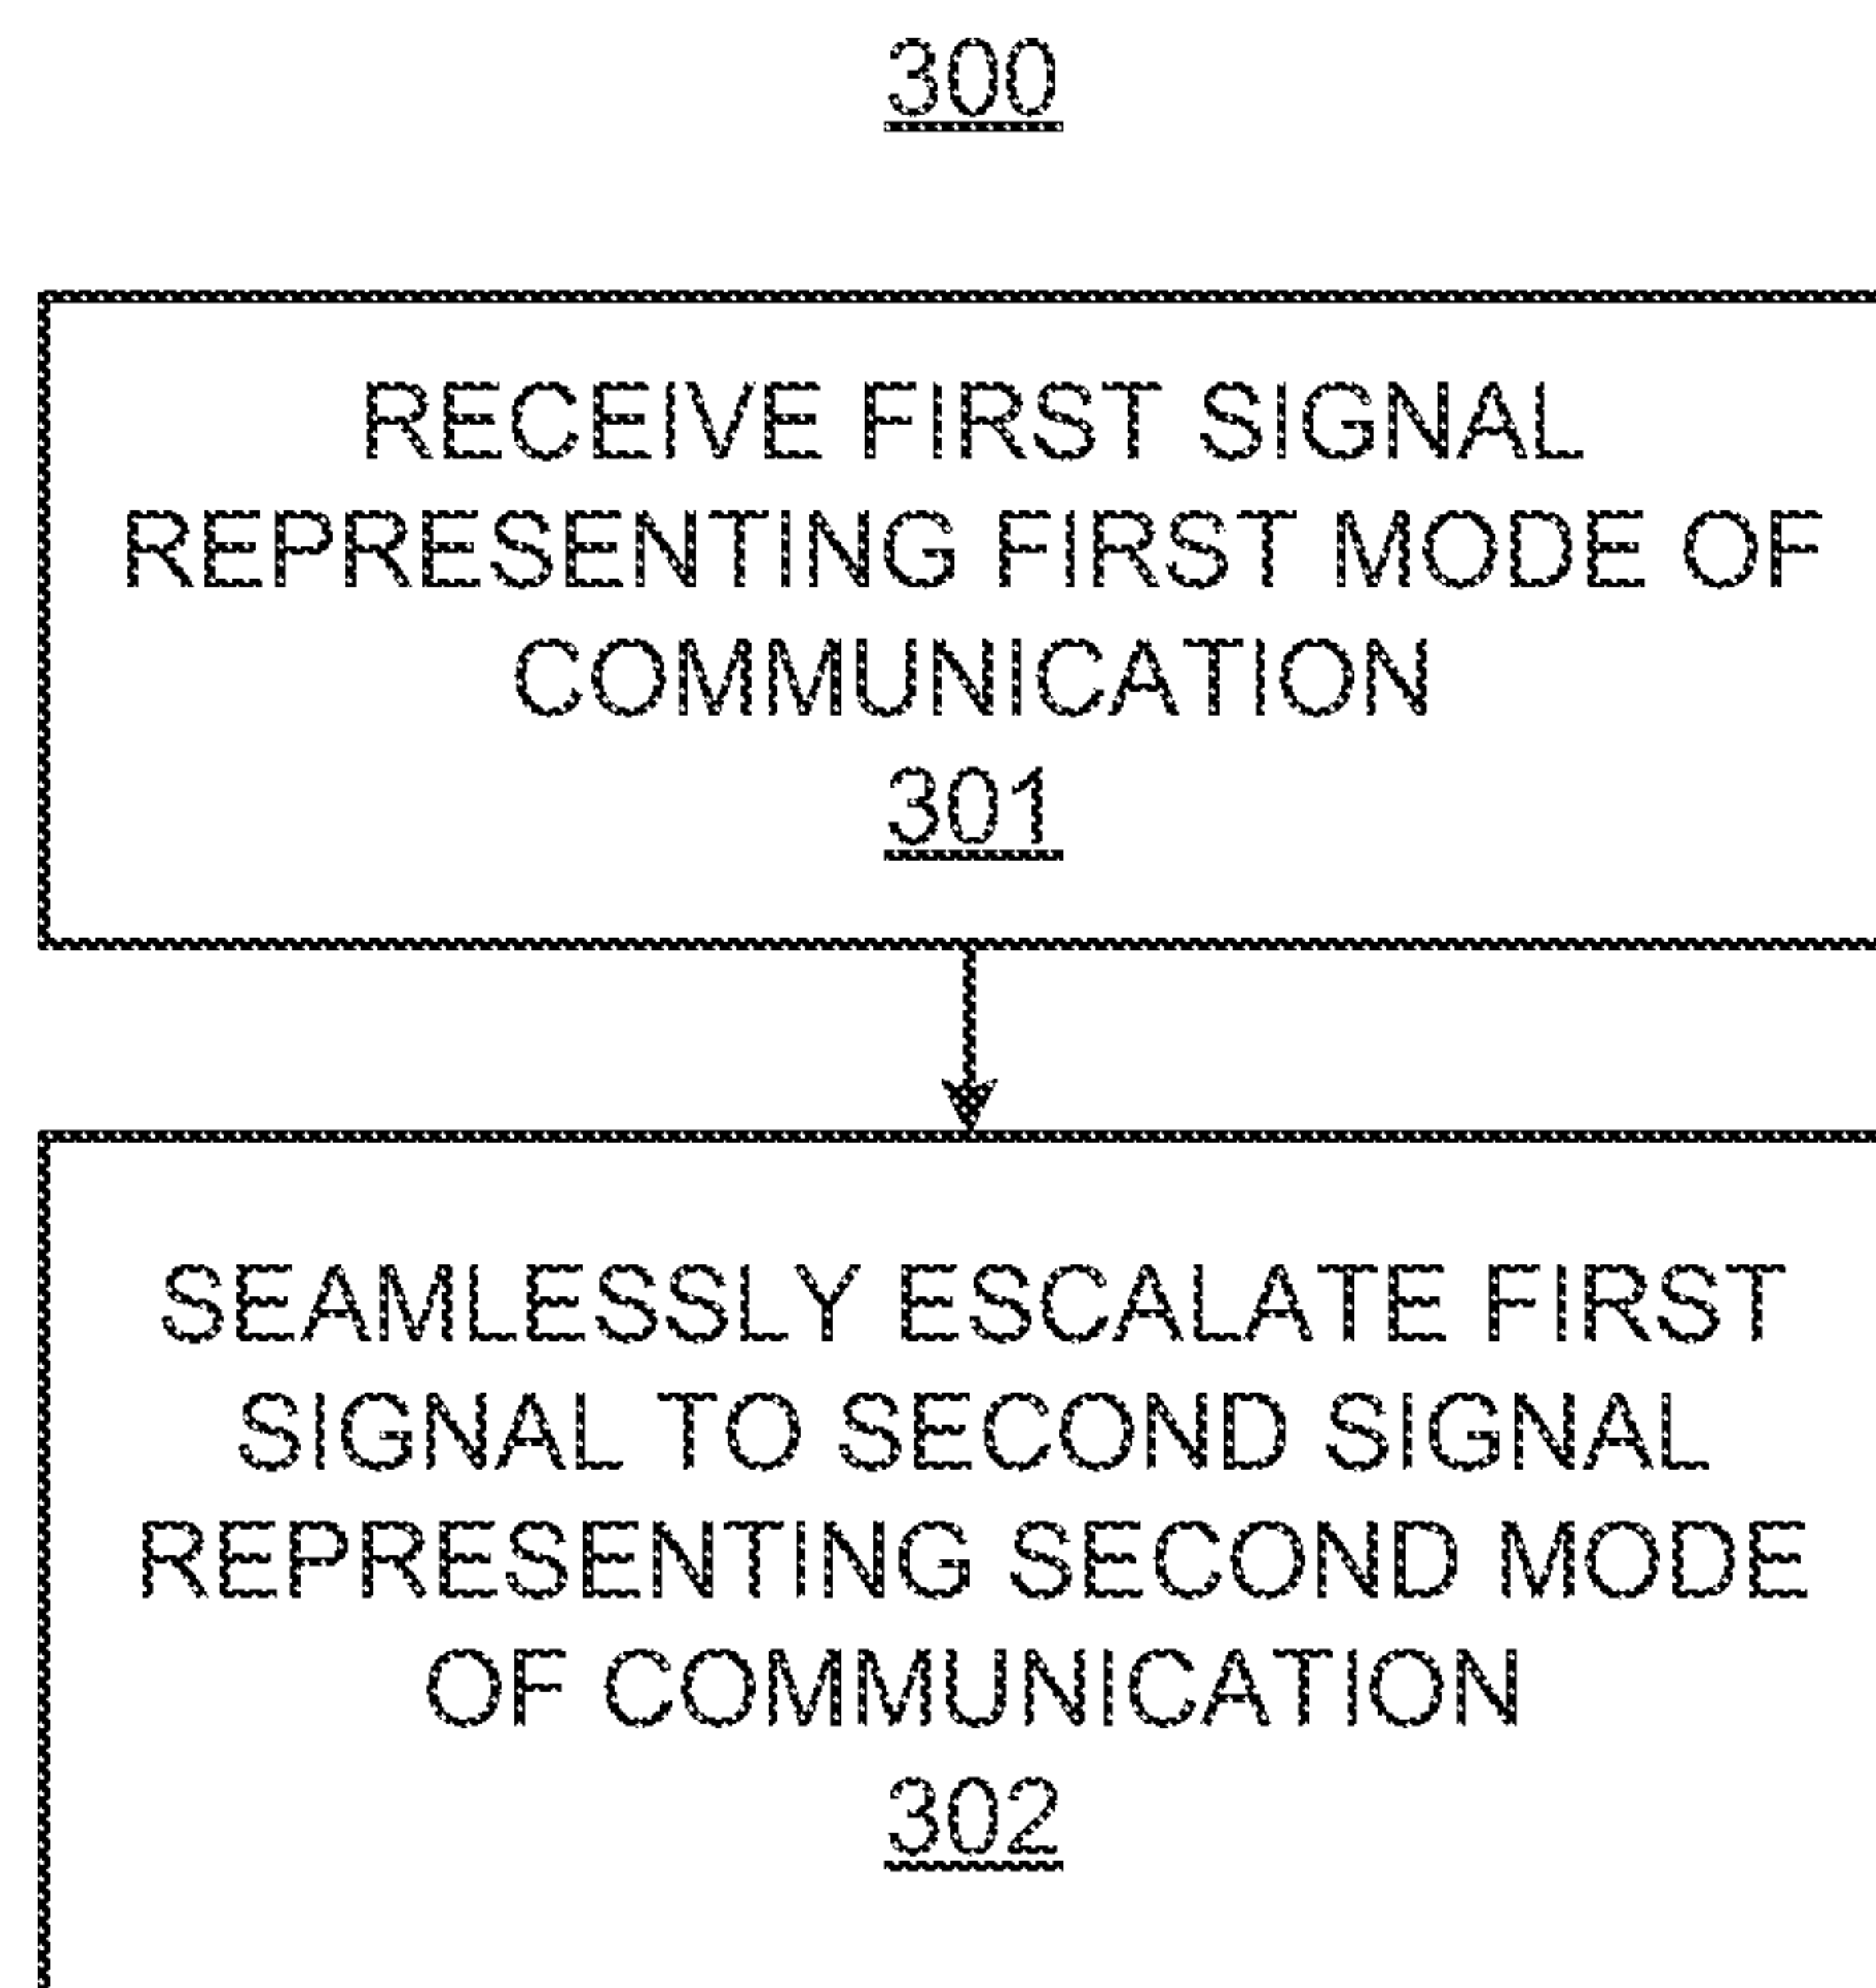 300
RECEIVE FIRST SIGNAL
REPRESENTING FIRST MODE OF
COMMUNICATION
301
SEAMLESSLY ESCALATE FIRST
SIGNAL TO SECOND SIGNAL
REPRESENTING SECOND MODE
OF COMMUNICATION
302